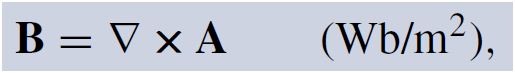 B = ∇ × A (Wb/m²),